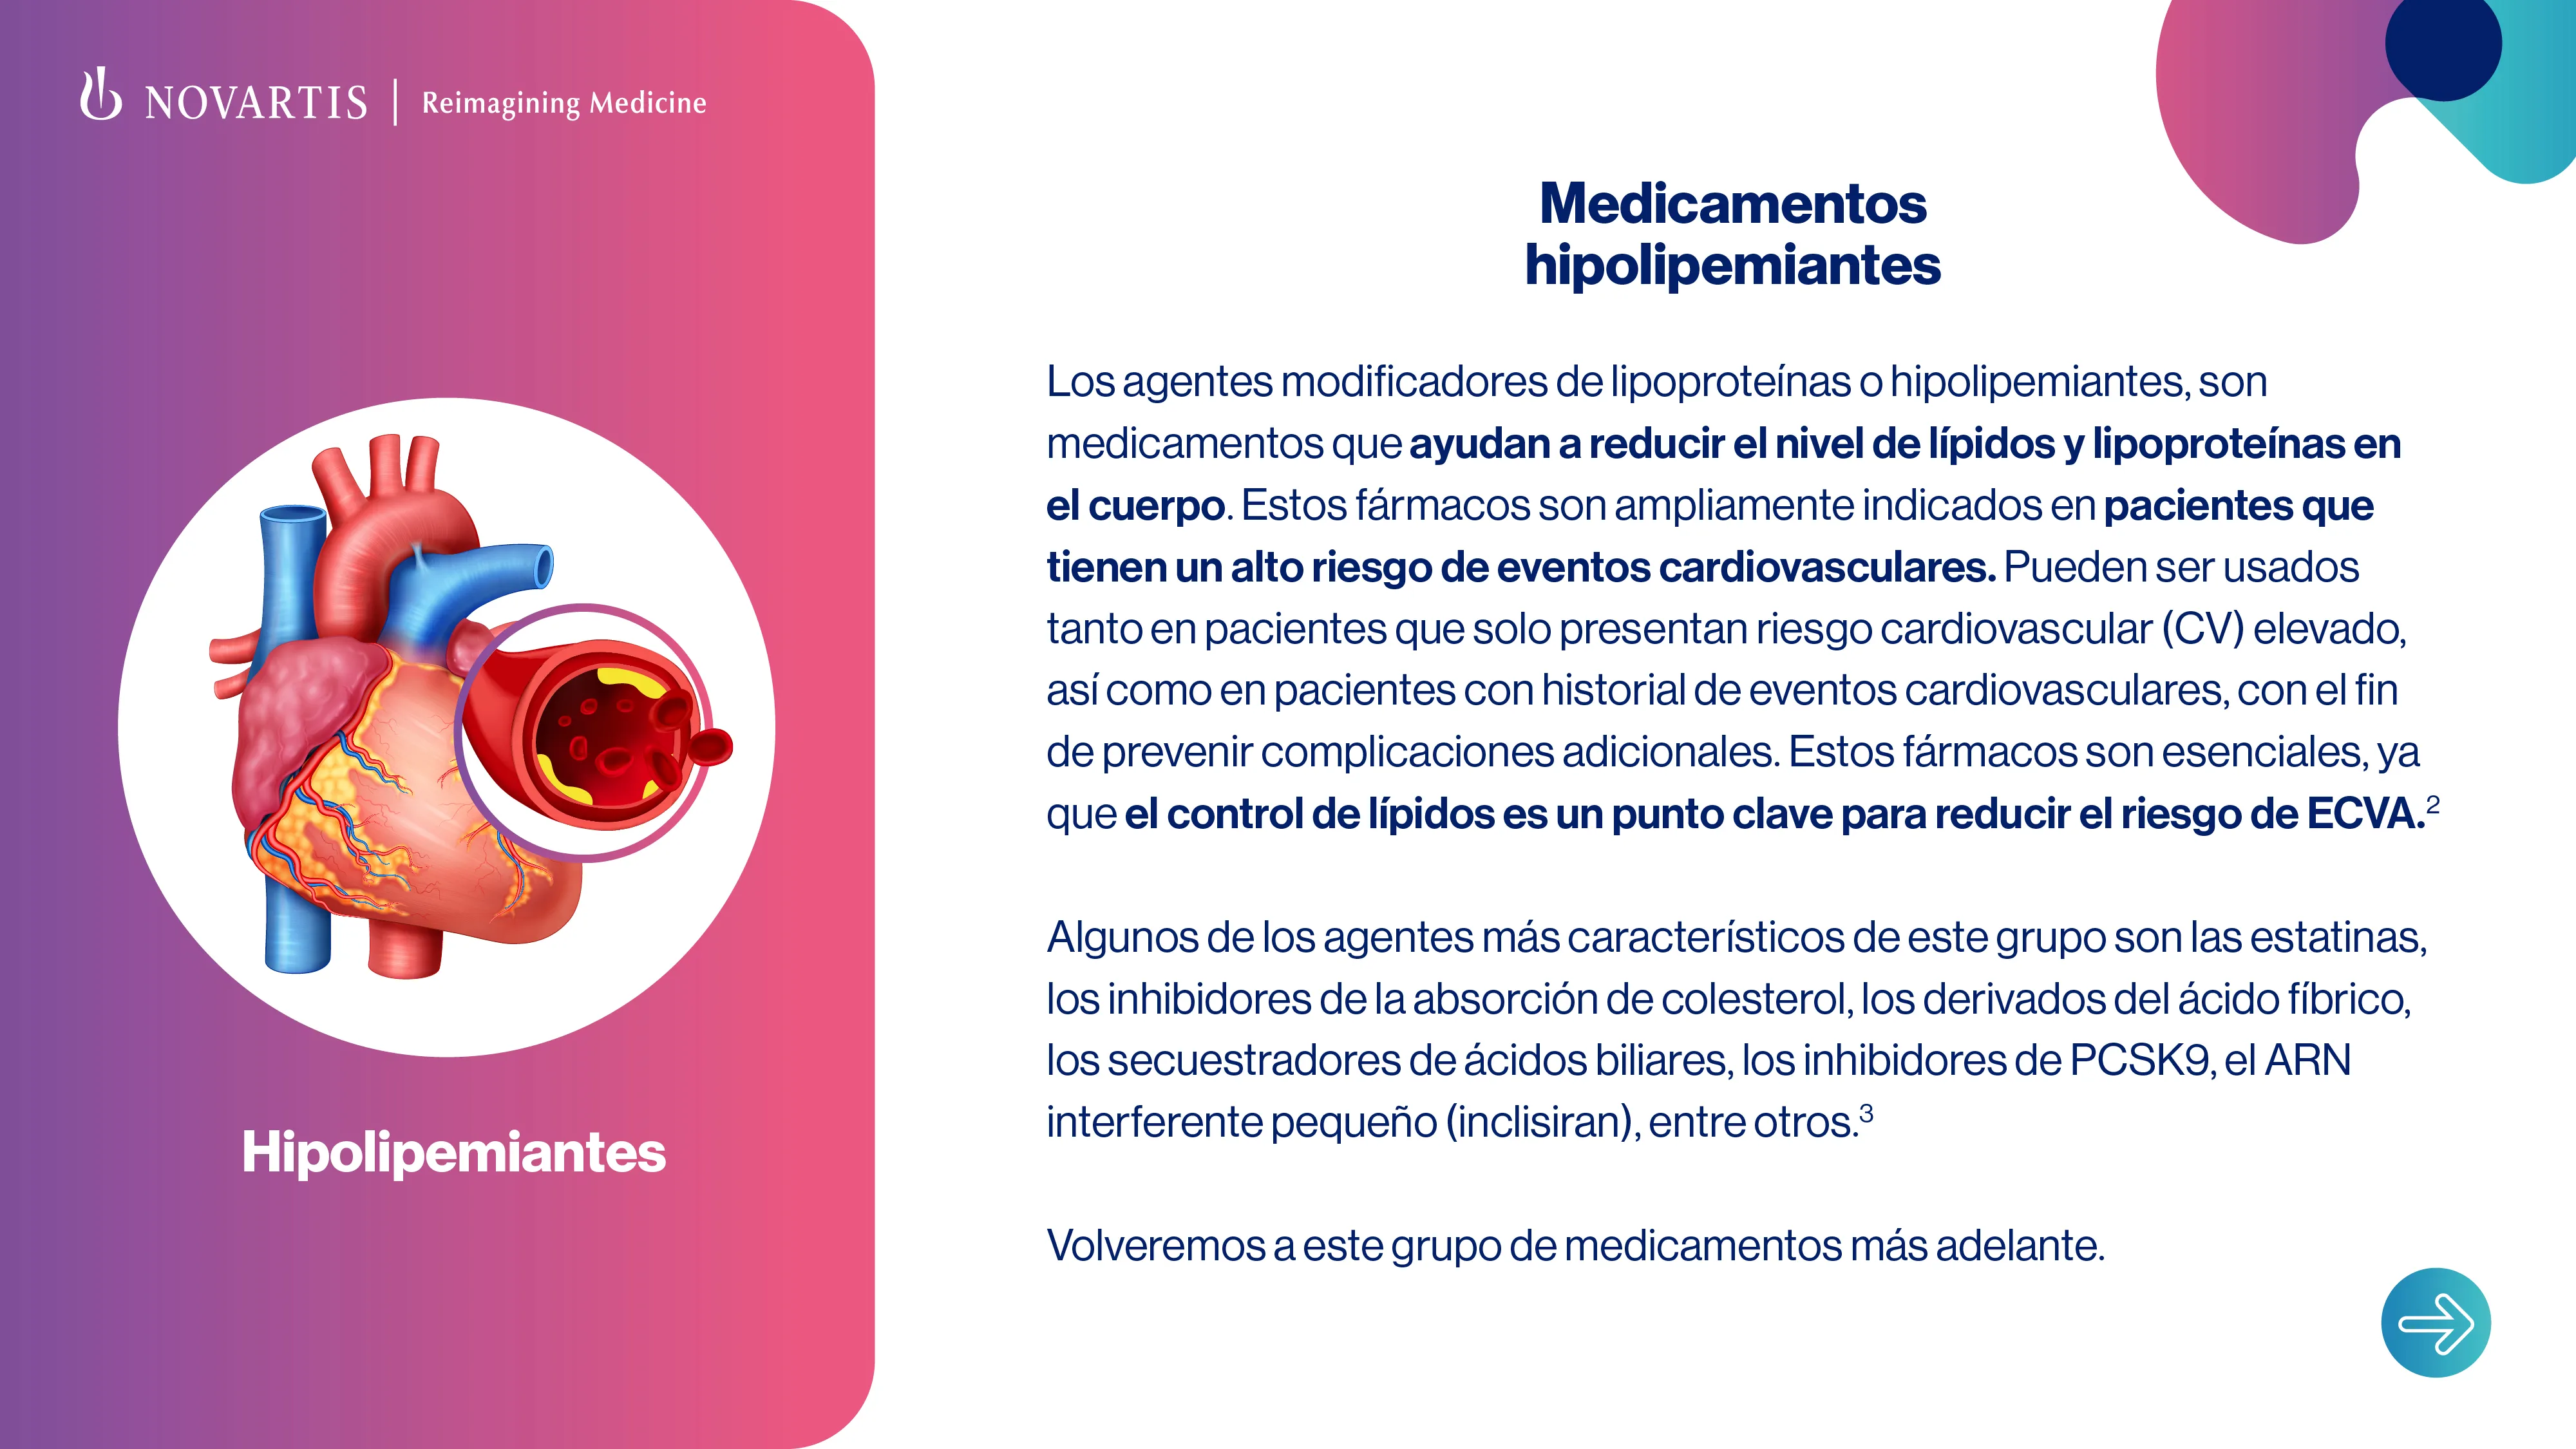 NOVARTIS | Reimagining Medicine
Hipolipemiantes
Medicamentos
hipolipemiantes
Los agentes modificadores de lipoproteínas o hipolipemiantes, son
medicamentos que ayudan a reducir el nivel de lípidos y lipoproteínas en
el cuerpo. Estos fármacos son ampliamente indicados en pacientes que
tienen un alto riesgo de eventos cardiovasculares. Pueden ser usados
tanto en pacientes que solo presentan riesgo cardiovascular (CV) elevado,
así como en pacientes con historial de eventos cardiovasculares, con el fin
de prevenir complicaciones adicionales. Estos fármacos son esenciales, ya
que el control de lípidos es un punto clave para reducir el riesgo de ECVA.²
Algunos de los agentes más característicos de este grupo son las estatinas,
los inhibidores de la absorción de colesterol, los derivados del ácido fíbrico,
los secuestradores de ácidos biliares, los inhibidores de PCSK9, el ARN
interferente pequeño (inclisiran), entre otros.³
Volveremos a este grupo de medicamentos más adelante.